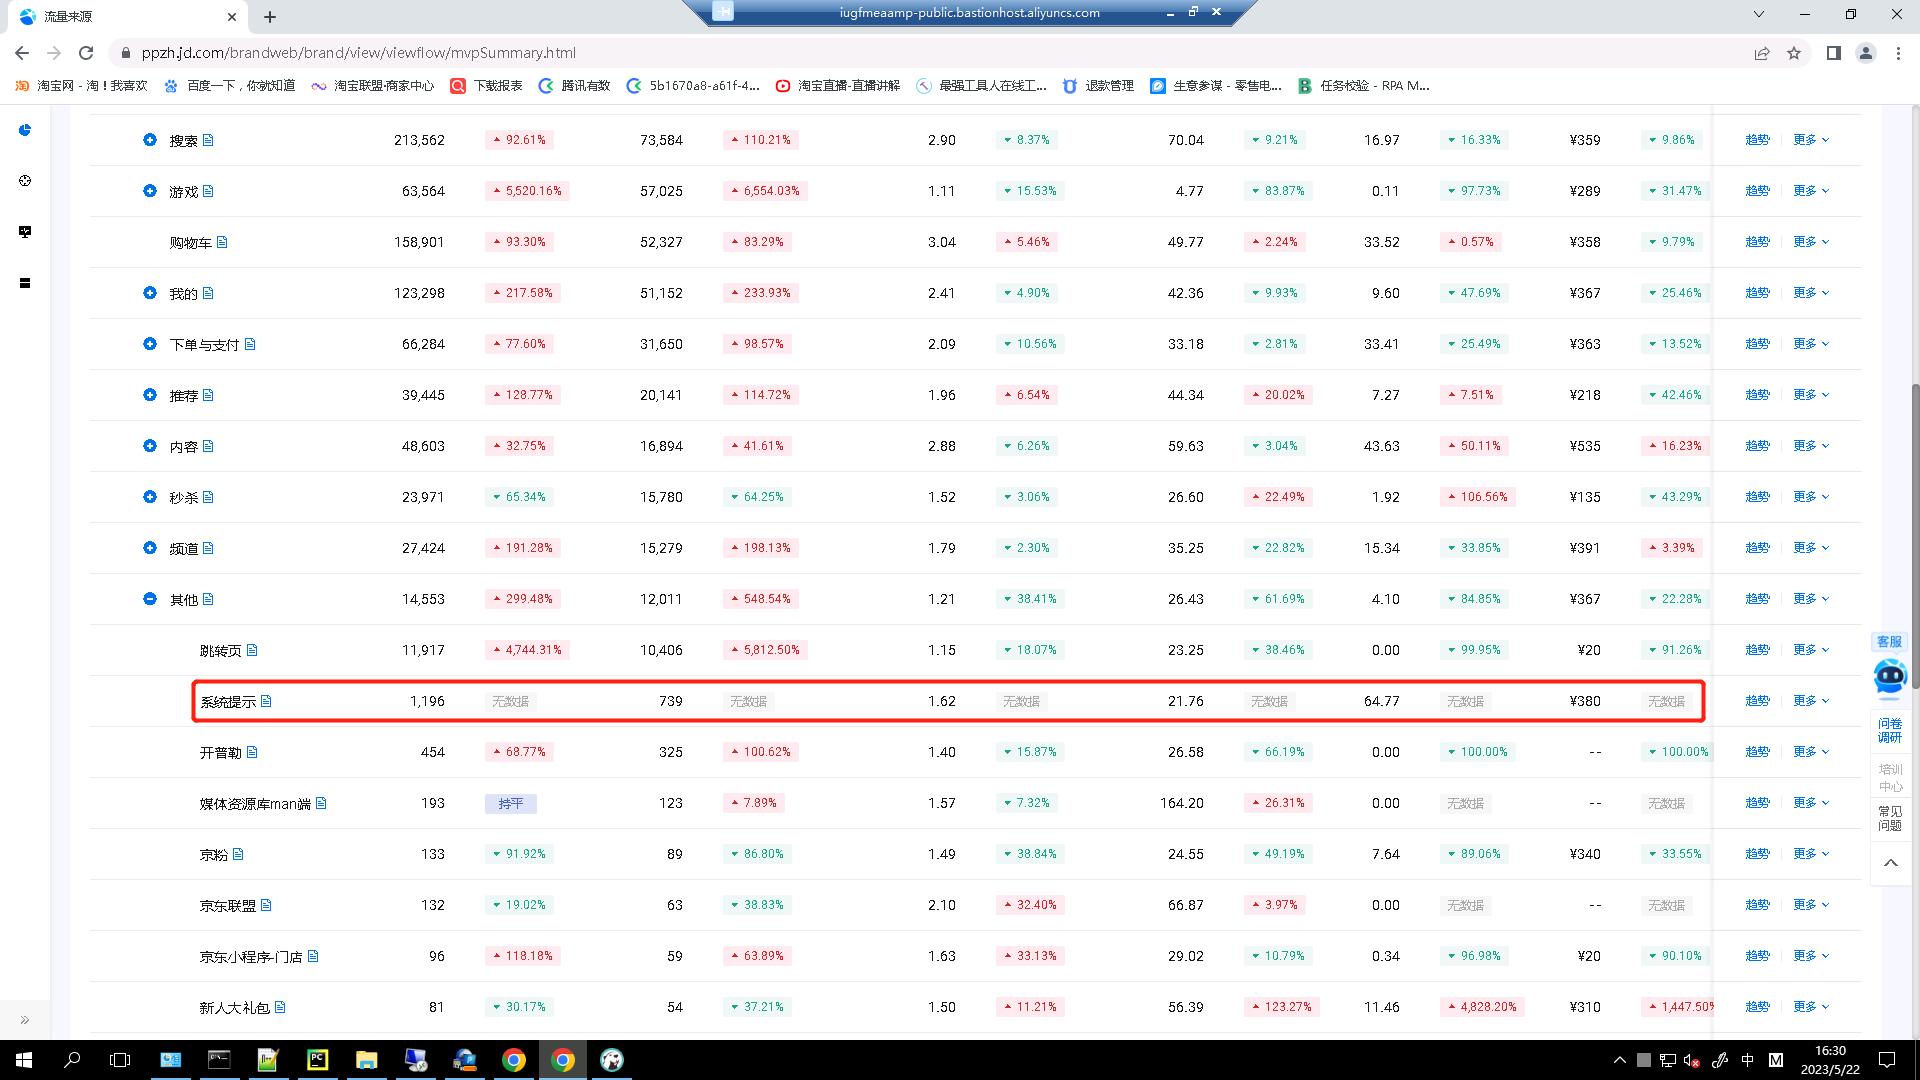 流量来源
iugfmeaamp-public.bastionhost.aliyuncs.com
ppzh.jd.com/brandweb/brand/view/viewflow/mvpSummary.html
淘宝网 - 淘！我喜欢 百度一下，你就知道 淘宝联盟·商家中心 下载报表 腾讯有数 5b1670a8-a61f-4... 淘宝直播-直播讲解 最强工具人在线工... 退款管理 生意参谋 - 零售电... 任务校验 - RPA M...
搜索 213,562 92.61% 73,584 110.21% 2.90 8.37% 70.04 9.21% 16.97 16.33% ¥359 9.86% 趋势 更多
游戏 63,564 5,520.16% 57,025 6,554.03% 1.11 15.53% 4.77 83.87% 0.11 97.73% ¥289 31.47% 趋势 更多
购物车 158,901 93.30% 52,327 83.29% 3.04 5.46% 49.77 2.24% 33.52 0.57% ¥358 9.79% 趋势 更多
我的 123,298 217.58% 51,152 233.93% 2.41 4.90% 42.36 9.93% 9.60 47.69% ¥367 25.46% 趋势 更多
下单与支付 66,284 77.60% 31,650 98.57% 2.09 10.56% 33.18 2.81% 33.41 25.49% ¥363 13.52% 趋势 更多
推荐 39,445 128.77% 20,141 114.72% 1.96 6.54% 44.34 20.02% 7.27 7.51% ¥218 42.46% 趋势 更多
内容 48,603 32.75% 16,894 41.61% 2.88 6.26% 59.63 3.04% 43.63 50.11% ¥535 16.23% 趋势 更多
秒杀 23,971 65.34% 15,780 64.25% 1.52 3.06% 26.60 22.49% 1.92 106.56% ¥135 43.29% 趋势 更多
频道 27,424 191.28% 15,279 198.13% 1.79 2.30% 35.25 22.82% 15.34 33.85% ¥391 3.39% 趋势 更多
其他 14,553 299.48% 12,011 548.54% 1.21 38.41% 26.43 61.69% 4.10 84.85% ¥367 22.28% 趋势 更多
跳转页 11,917 4,744.31% 10,406 5,812.50% 1.15 18.07% 23.25 38.46% 0.00 99.95% ¥20 91.26% 趋势 更多
系统提示 1,196 无数据 739 无数据 1.62 无数据 21.76 无数据 64.77 无数据 ¥380 无数据 趋势 更多
开普勒 454 68.77% 325 100.62% 1.40 15.87% 26.58 66.19% 0.00 100.00% -- 100.00% 趋势 更多
媒体资源库man端 193 持平 123 7.89% 1.57 7.32% 164.20 26.31% 0.00 无数据 -- 无数据 趋势 更多
京粉 133 91.92% 89 86.80% 1.49 38.84% 24.55 49.19% 7.64 89.06% ¥340 33.55% 趋势 更多
京东联盟 132 19.02% 63 38.83% 2.10 32.40% 66.87 3.97% 0.00 无数据 -- 无数据 趋势 更多
京东小程序-门店 96 118.18% 59 63.89% 1.63 33.13% 29.02 10.79% 0.34 96.98% ¥20 90.10% 趋势 更多
新人大礼包 81 30.17% 54 37.21% 1.50 11.21% 56.39 123.27% 11.46 4,828.20% ¥310 1,447.50% 趋势 更多
客服
问卷
调研
培训
中心
常见
问题
PC
中
M
16:30
2023/5/22